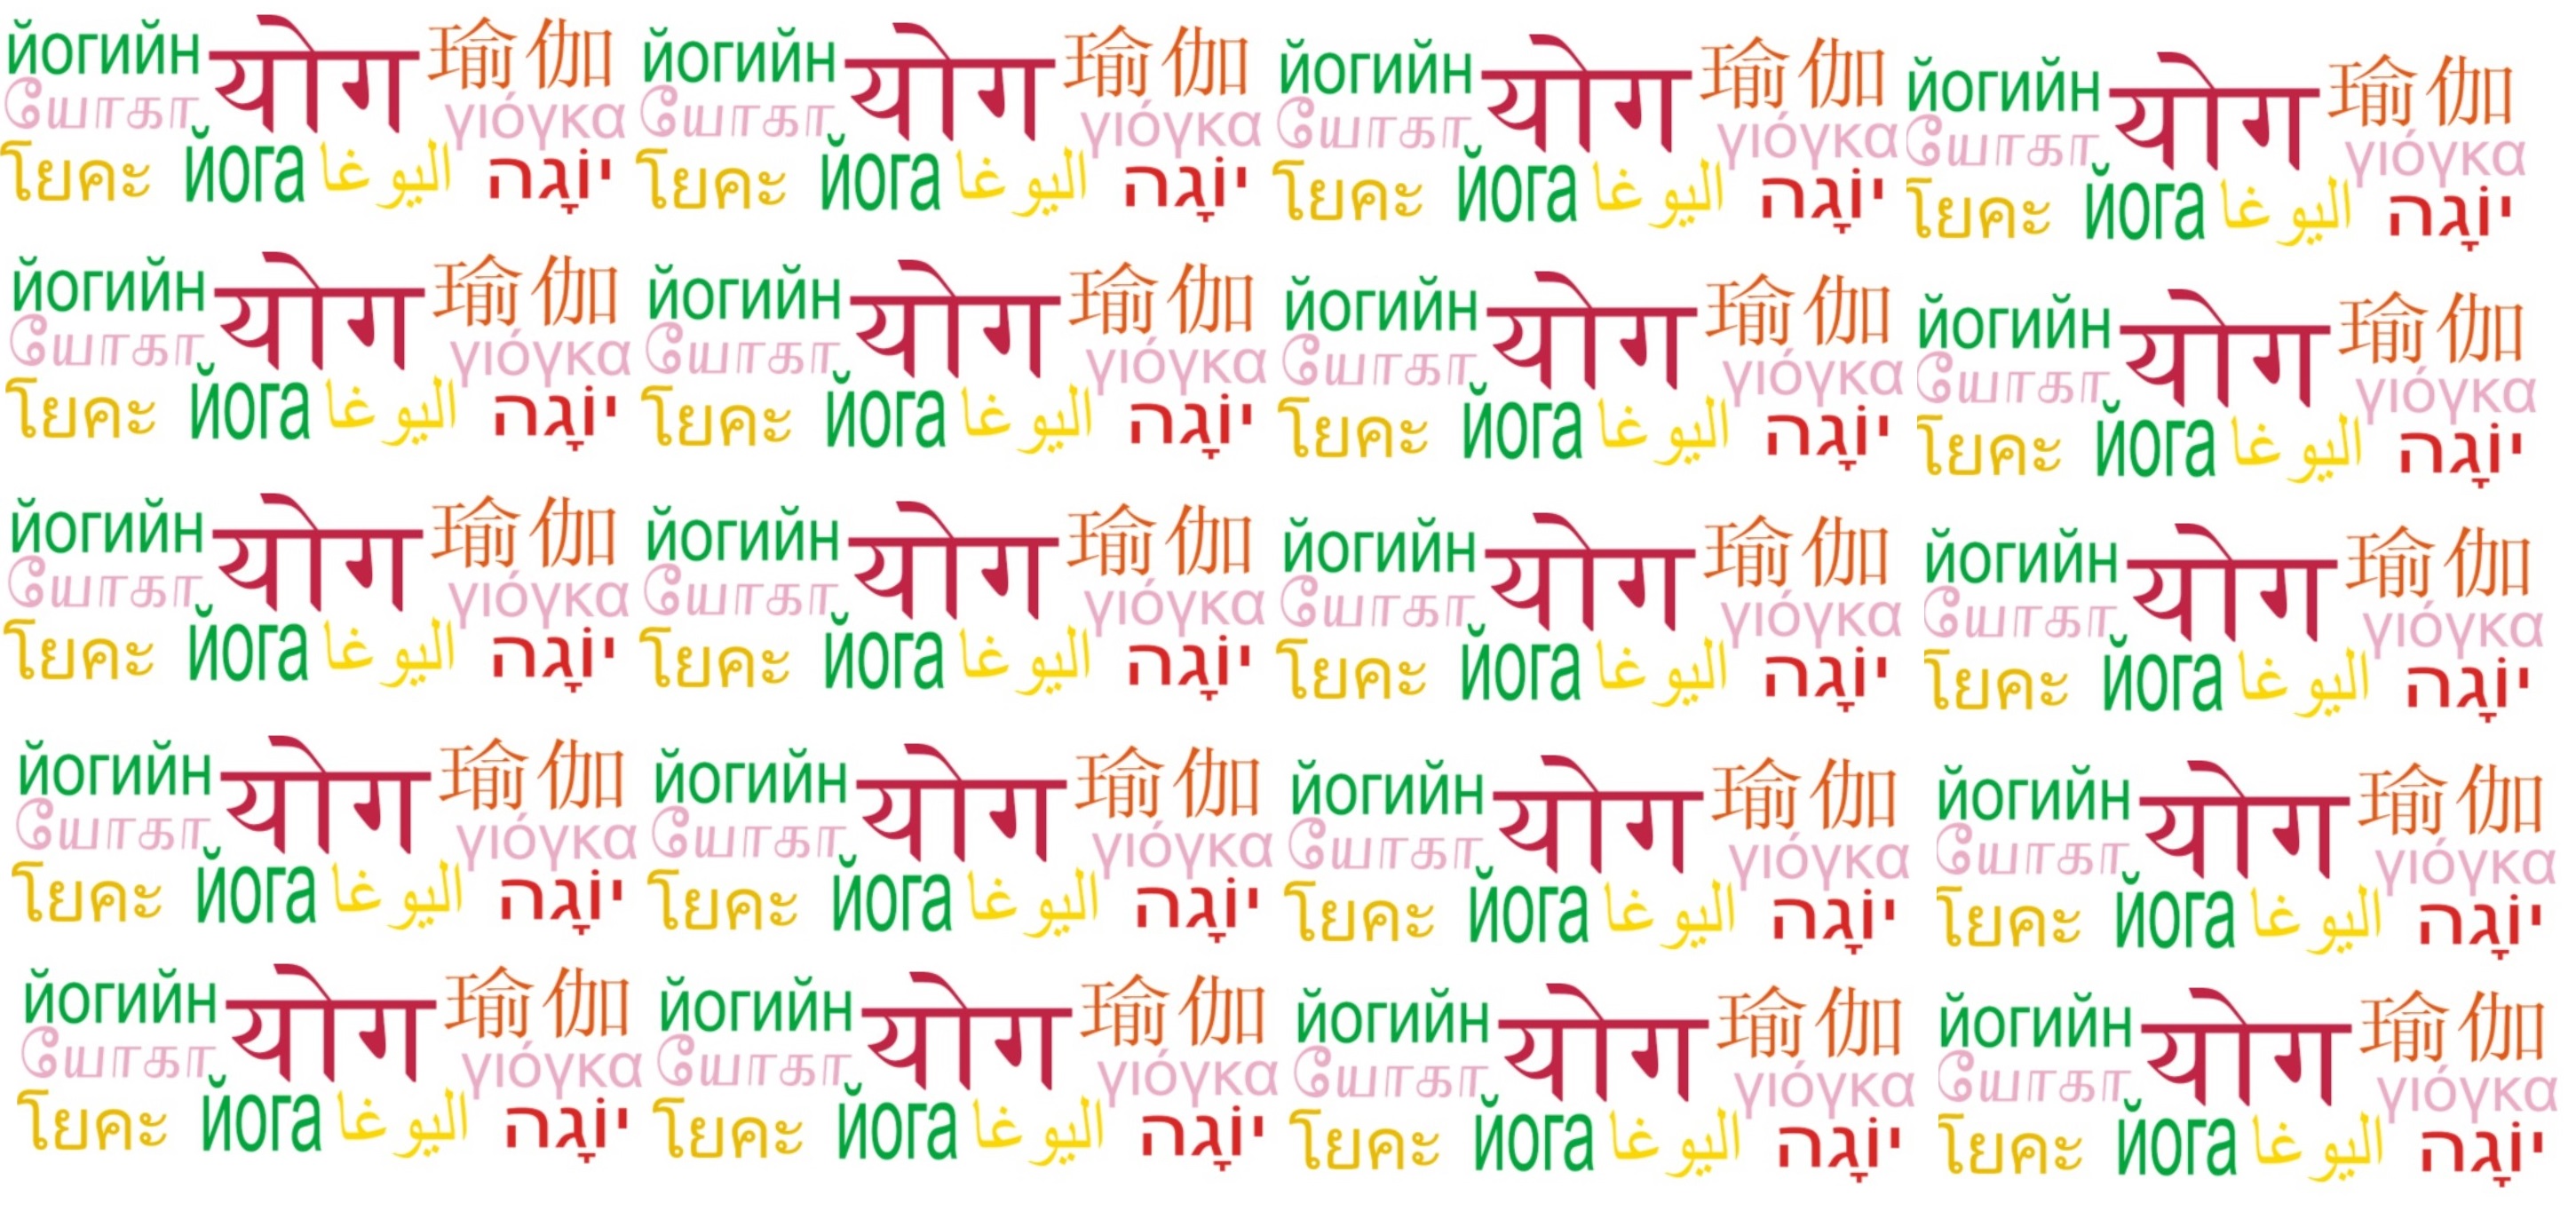 йогийн योग 瑜伽 йогийн योग 瑜伽 йогийн योग 瑜伽 йогийн योग 瑜伽
யோகா γιόγκα யோகா γιόγκα யோகா γιόγκα யோகா γιόγκα
โยคะ йога اليوغا יוֹגָה โยคะ йога اليوغا יוֹגָה โยคะ йога اليوغا יוֹגָה โยคะ йога اليوغا יוֹגָה
йогийн योग 瑜伽 йогийн योग 瑜伽 йогийн योग 瑜伽 йогийн योग 瑜伽
யோகா γιόγκα யோகா γιόγκα யோகா γιόγκα யோகா γιόγκα
โยคะ йога اليوغا יוֹגָה โยคะ йога اليوغا יוֹגָה โยคะ йога اليوغا יוֹגָה โยคะ йога اليوغا יוֹגָה
йогийн योग 瑜伽 йогийн योग 瑜伽 йогийн योग 瑜伽 йогийн योग 瑜伽
யோகா γιόγκα யோகா γιόγκα யோகா γιόγκα யோகா γιόγκα
โยคะ йога اليوغا יוֹגָה โยคะ йога اليوغا יוֹגָה โยคะ йога اليوغا יוֹגָה โยคะ йога اليوغا יוֹגָה
йогийн योग 瑜伽 йогийн योग 瑜伽 йогийн योग 瑜伽 йогийн योग 瑜伽
யோகா γιόγκα யோகா γιόγκα யோகா γιόγκα யோகா γιόγκα
โยคะ йога اليوغا יוֹגָה โยคะ йога اليوغا יוֹגָה โยคะ йога اليوغا יוֹגָה โยคะ йога اليوغا יוֹגָה
йогийн योग 瑜伽 йогийн योग 瑜伽 йогийн योग 瑜伽 йогийн योग 瑜伽
யோகா γιόγκα யோகா γιόγκα யோகா γιόγκα யோகா γιόγκα
โยคะ йога اليوغا יוֹגָה โยคะ йога اليوغا יוֹגָה โยคะ йога اليوغا יוֹגָה โยคะ йога اليوغا יוֹגָה